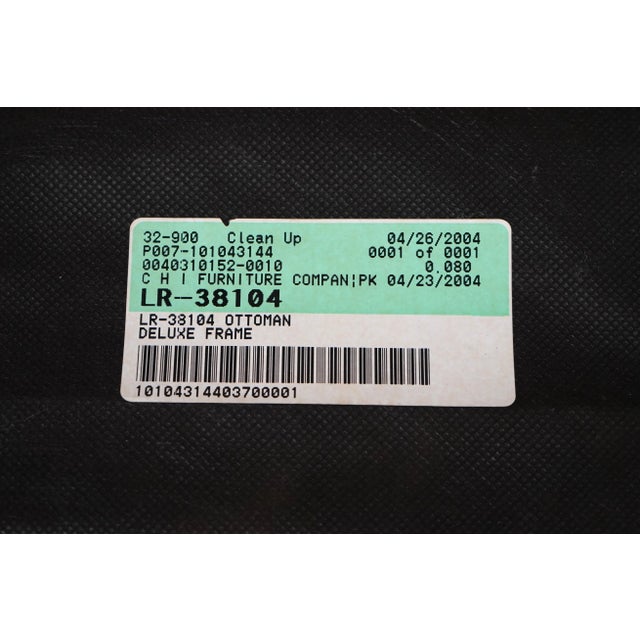 32-900 Clean Up 04/26/2004
P007-101043144 0001 of 0001
0040310152-0010 0.080
C H I FURNITURE COMPAN¦PK 04/23/2004
LR-38104
LR-38104 OTTOMAN
DELUXE FRAME
10104314403700001